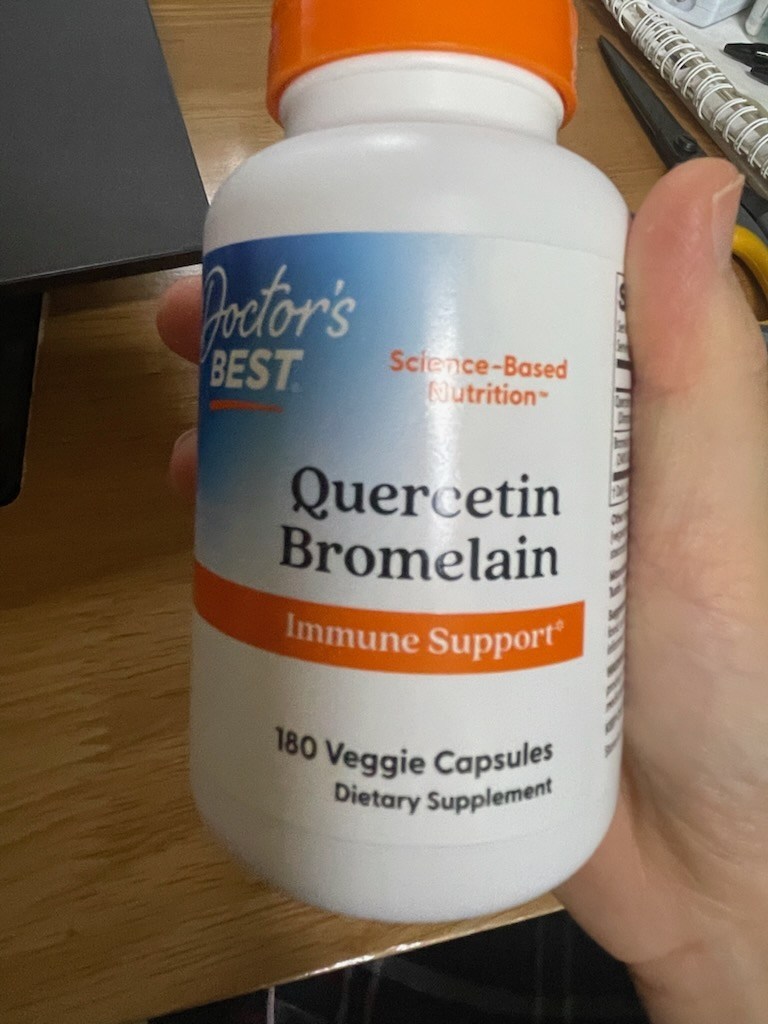 Doctor's
BEST
Science-Based
Nutrition™
Quercetin
Bromelain
Immune Support‡
180 Veggie Capsules
Dietary Supplement